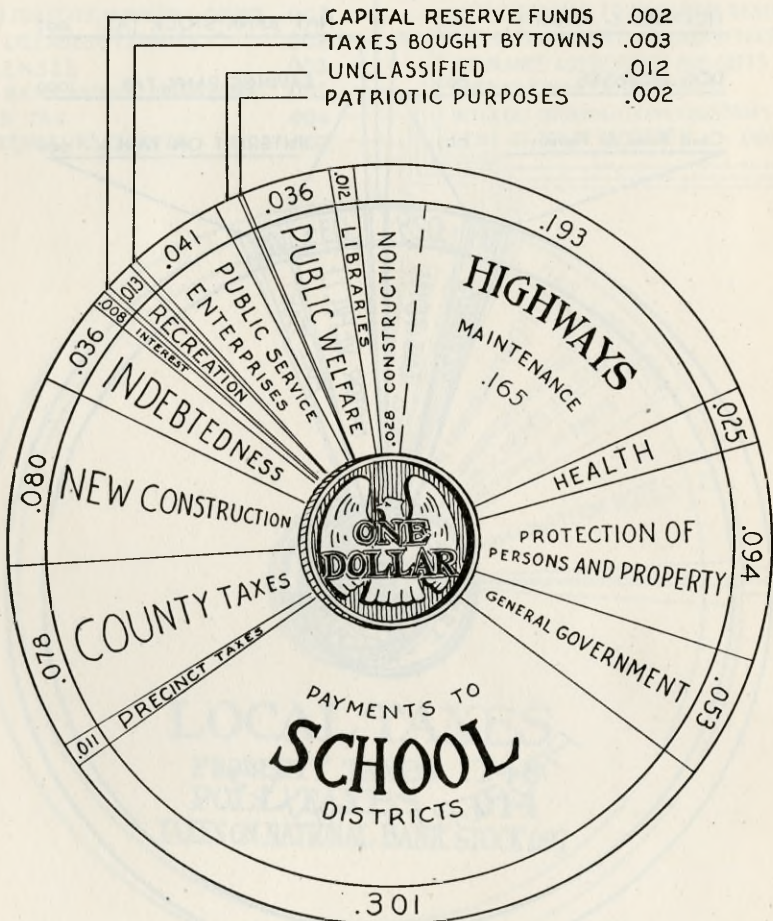 CAPITAL RESERVE FUNDS .002
TAXES BOUGHT BY TOWNS .003
UNCLASSIFIED .012
PATRIOTIC PURPOSES .002
.193
HIGHWAYS
MAINTENANCE
.165
CONSTRUCTION
.028
.025
HEALTH
.094
PROTECTION OF
PERSONS AND PROPERTY
.053
GENERAL GOVERNMENT
PAYMENTS TO
SCHOOL
DISTRICTS
.301
.011
PRECINCT TAXES
.078
COUNTY TAXES
.080
NEW CONSTRUCTION
.036
INDEBTEDNESS
.008
INTEREST
.013
RECREATION
.041
PUBLIC SERVICE
ENTERPRISES
.036
PUBLIC WELFARE
.012
LIBRARIES
ONE
DOLLAR
LOCAL TAXES